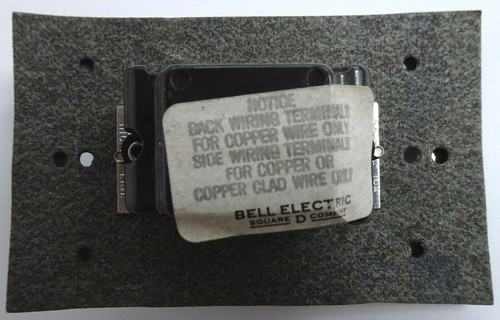 NOTICE
BACK WIRING TERMINALS
FOR COPPER WIRE ONLY
SIDE WIRING TERMINALS
FOR COPPER OR
COPPER CLAD WIRE ONLY
BELL ELECTRIC
SQUARE D COMPANY